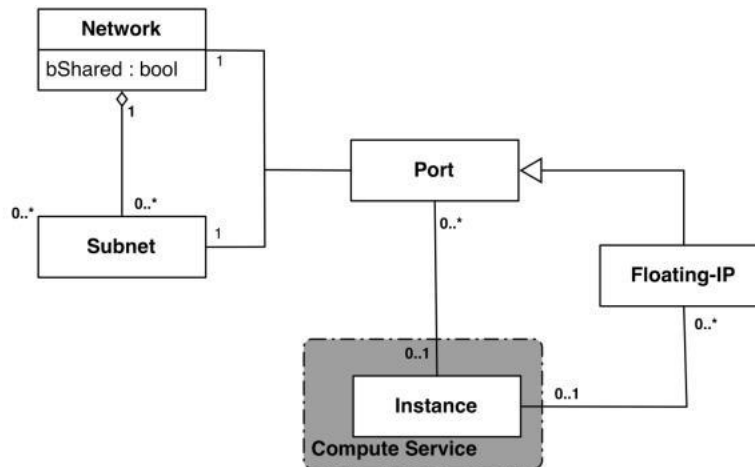 Network
bShared : bool
1
1
Port
0..*
0..*
0..*
Subnet
1
Floating-IP
0..*
0..1
Instance
0..1
Compute Service